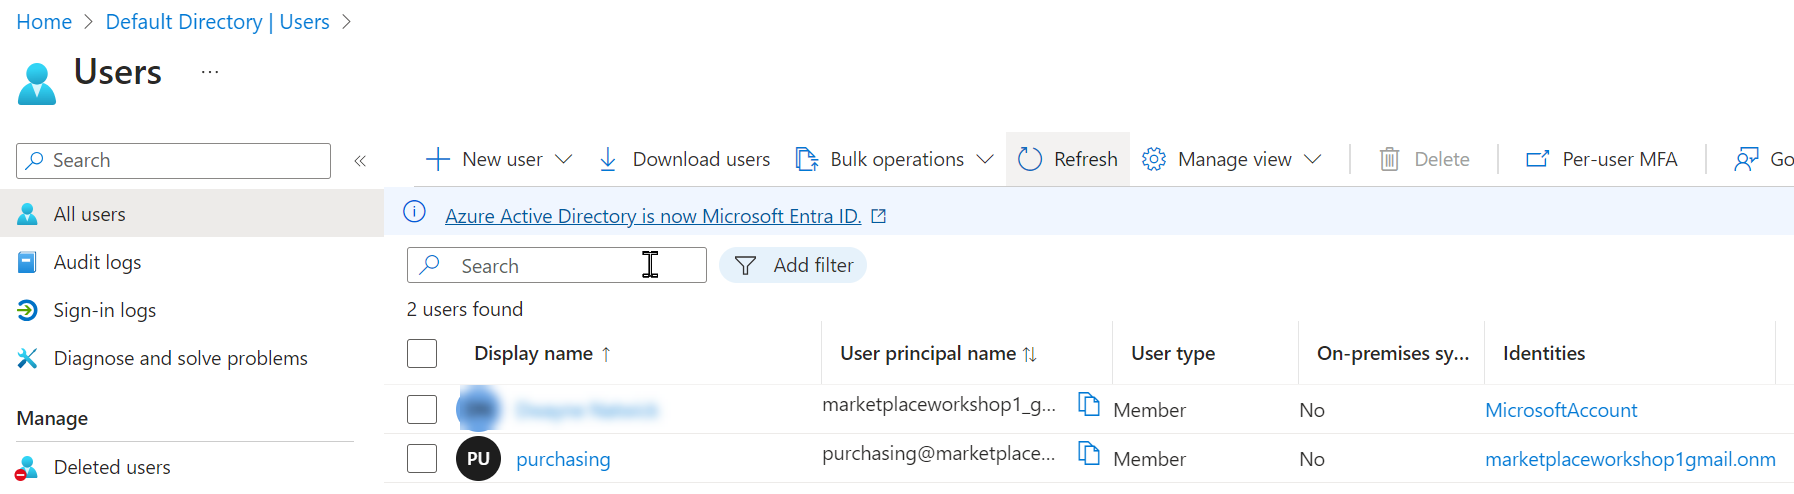 Home > Default Directory | Users >
Users ...
Search «
New user Download users Bulk operations Refresh Manage view Delete Per-user MFA Go
All users
Azure Active Directory is now Microsoft Entra ID.
Audit logs
Search Add filter
Sign-in logs
2 users found
Diagnose and solve problems
Display name ↑ User principal name ↑↓ User type On-premises sy... Identities
Manage
marketplaceworkshop1_g... Member No MicrosoftAccount
Deleted users
PU purchasing purchasing@marketplace... Member No marketplaceworkshop1gmail.onm